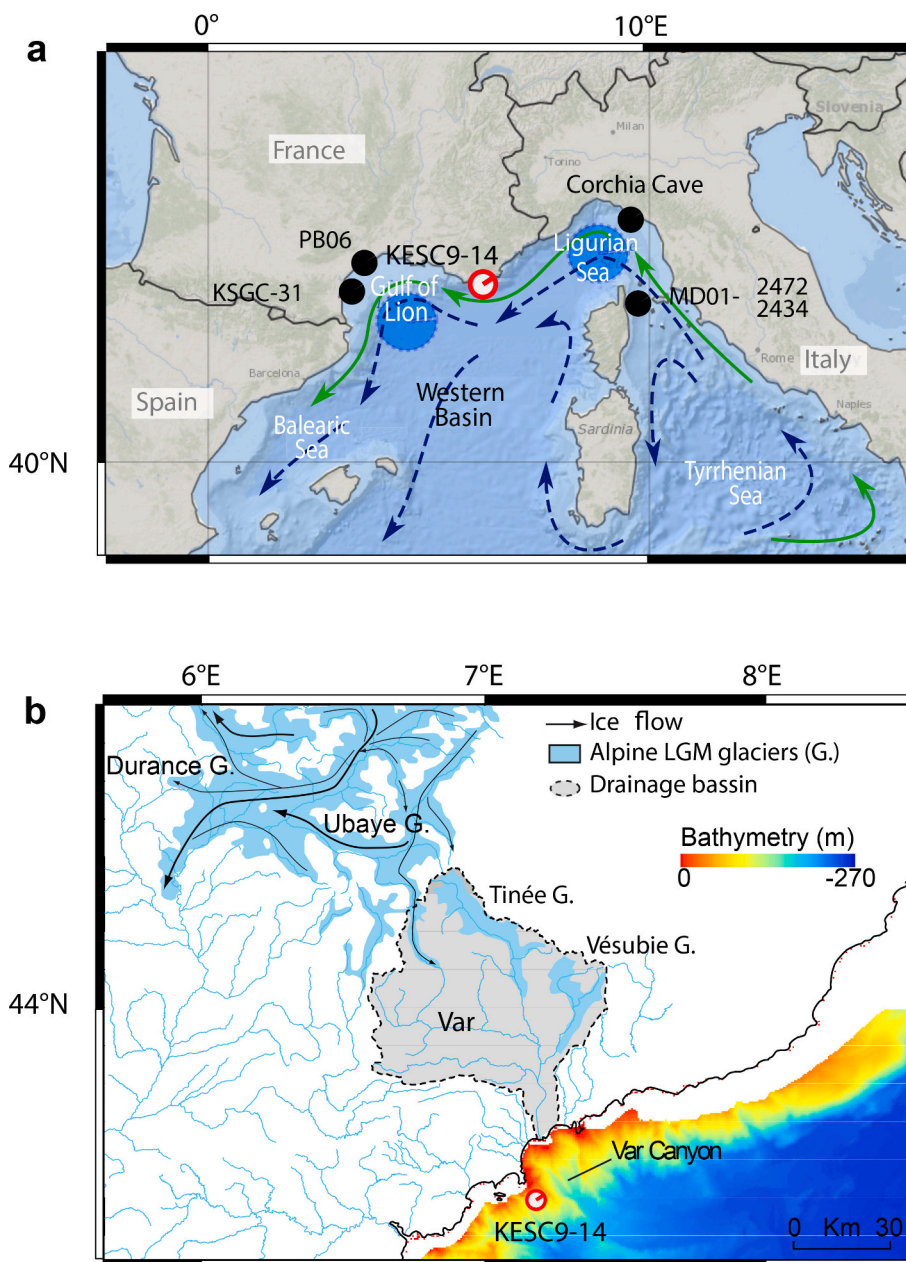 a
0°
10°E
Slovenia
Milan
France
Torino
Corchia Cave
PB06
KESC9-14
Ligurian
Sea
KSGC-31
Gulf of
Lion
MD01-
2472
2434
Rome
Italy
Barcelona
Spain
Western
Basin
Naples
Balearic
Sea
Sardinia
40°N
Tyrrhenian
Sea
b
6°E
7°E
8°E
Ice flow
Alpine LGM glaciers (G.)
Drainage bassin
Durance G.
Ubaye G.
Bathymetry (m)
0
-270
Tinée G.
Vésubie G.
44°N
Var
Var Canyon
KESC9-14
0 Km 30